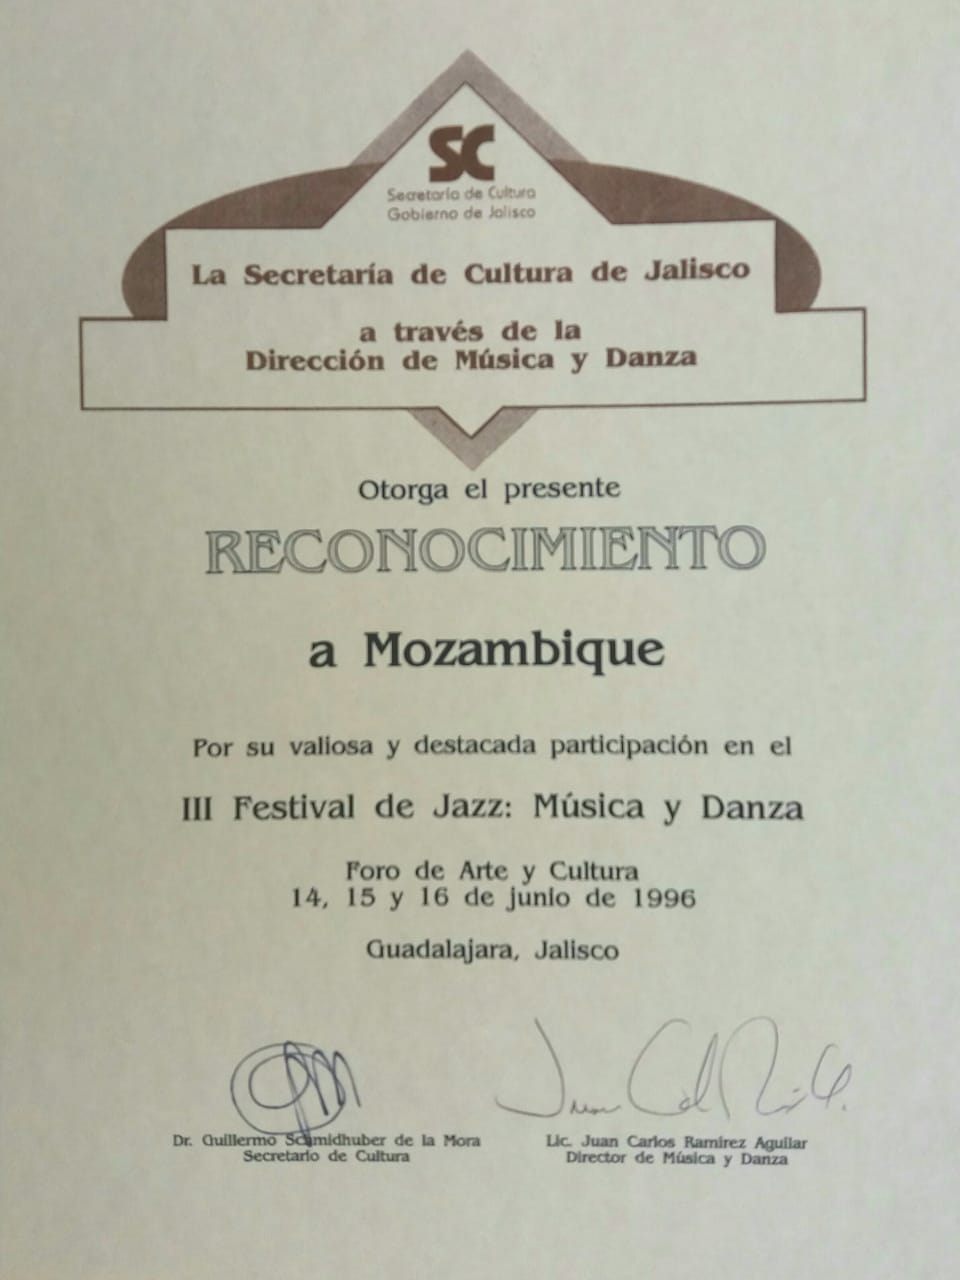 SC
Secretaría de Cultura
Gobierno de Jalisco
La Secretaría de Cultura de Jalisco
a través de la
Dirección de Música y Danza
Otorga el presente
RECONOCIMIENTO
a Mozambique
Por su valiosa y destacada participación en el
III Festival de Jazz: Música y Danza
Foro de Arte y Cultura
14, 15 y 16 de junio de 1996
Guadalajara, Jalisco
Dr. Guillermo Schmidhuber de la Mora
Secretario de Cultura
Lic. Juan Carlos Ramírez Aguilar
Director de Música y Danza